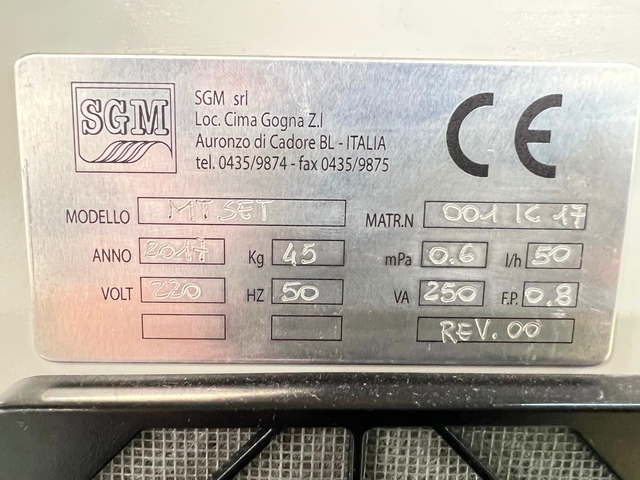 SGM
SGM srl
Loc. Cima Gogna Z.I
Auronzo di Cadore BL - ITALIA
tel. 0435/9874 - fax 0435/9875
CE
MODELLO MT SET MATR.N 001 IC 17
ANNO 2017 Kg 45 mPa 0.6 l/h 50
VOLT 220 HZ 50 VA 250 F.P. 0.8
REV. 00